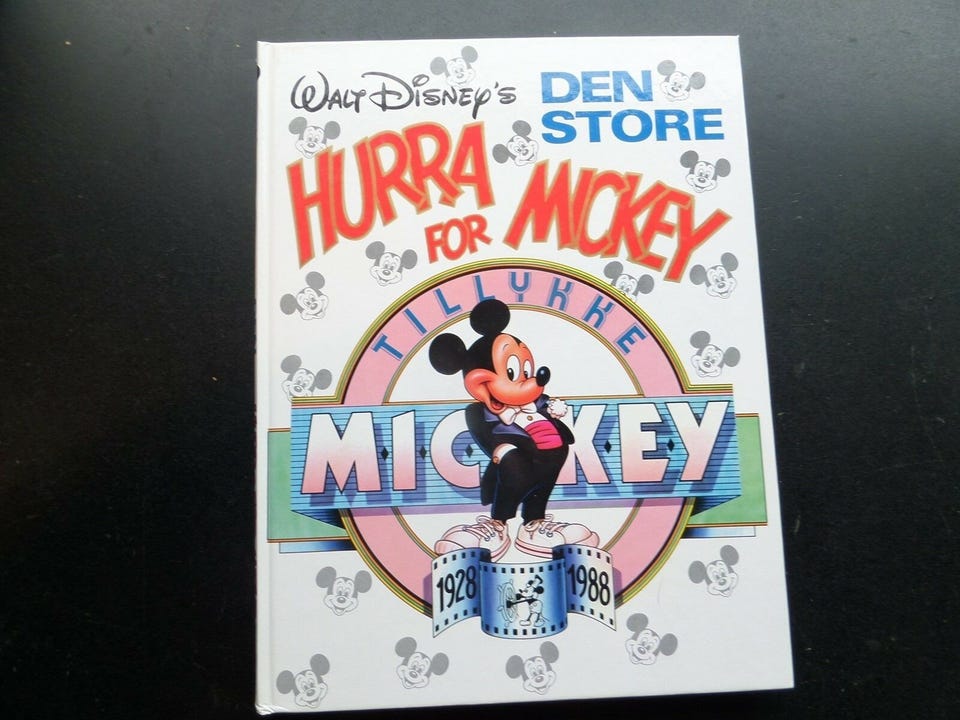 WALT DISNEY'S
DEN
STORE
HURRA
FOR MICKEY
TILLYKKE
MICKEY
1928 1988